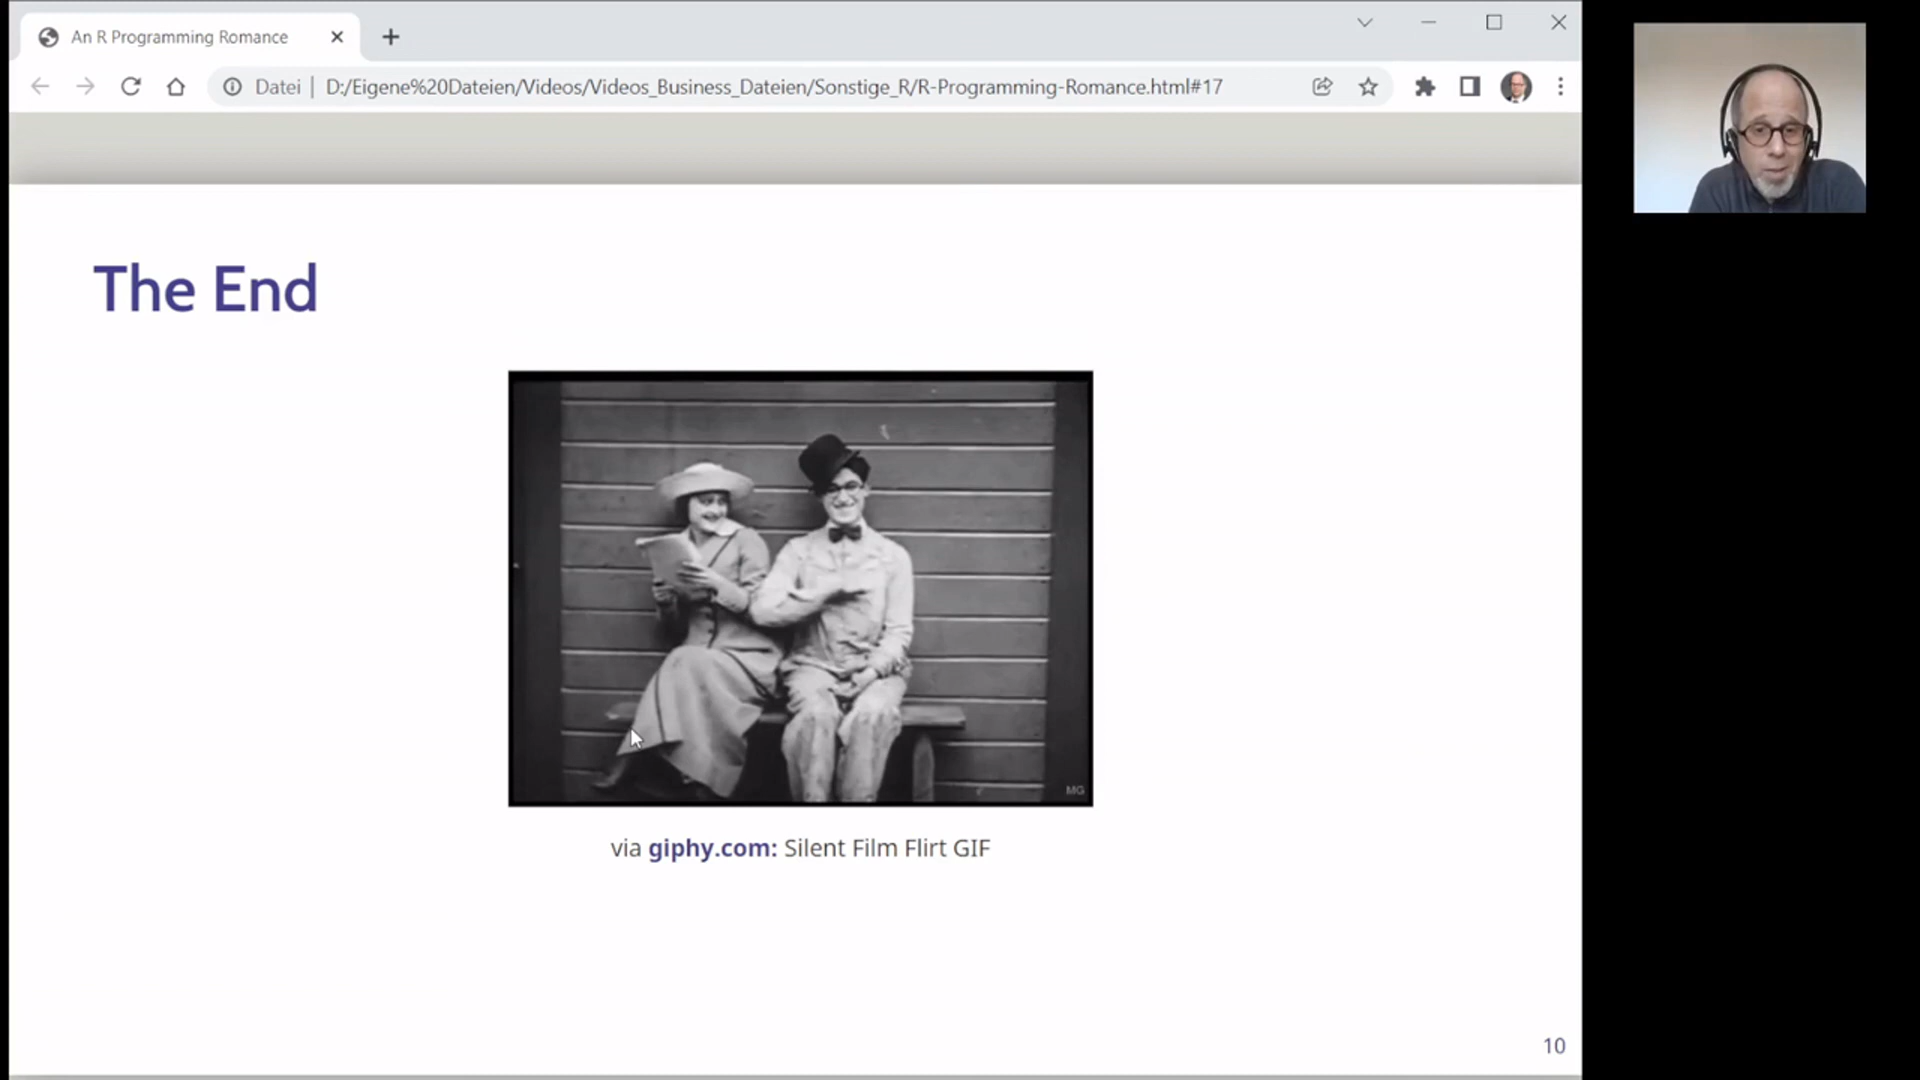 An R Programming Romance
Datei | D:/Eigene%20Dateien/Videos/Videos_Business_Dateien/Sonstige_R/R-Programming-Romance.html#17
The End
MG
via giphy.com: Silent Film Flirt GIF
10